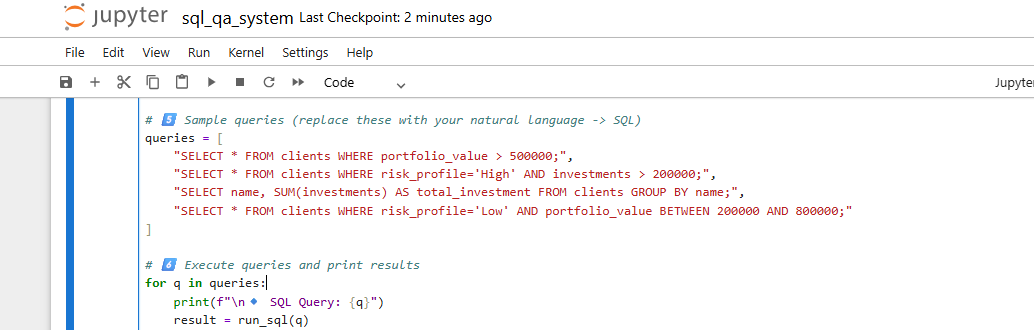 jupyter sql_qa_system Last Checkpoint: 2 minutes ago
File Edit View Run Kernel Settings Help
Code Jupyter
# 5️⃣ Sample queries (replace these with your natural language -> SQL)
queries = [
"SELECT * FROM clients WHERE portfolio_value > 500000;",
"SELECT * FROM clients WHERE risk_profile='High' AND investments > 200000;",
"SELECT name, SUM(investments) AS total_investment FROM clients GROUP BY name;",
"SELECT * FROM clients WHERE risk_profile='Low' AND portfolio_value BETWEEN 200000 AND 800000;"
]
# 6️⃣ Execute queries and print results
for q in queries:
print(f"\n🔹 SQL Query: {q}")
result = run_sql(q)